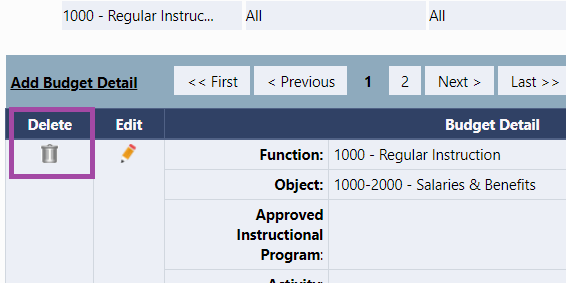 1000 - Regular Instruc... All All
Add Budget Detail << First < Previous 1 2 Next > Last >>
Delete Edit Budget Detail
Function: 1000 - Regular Instruction
Object: 1000-2000 - Salaries & Benefits
Approved
Instructional
Program: